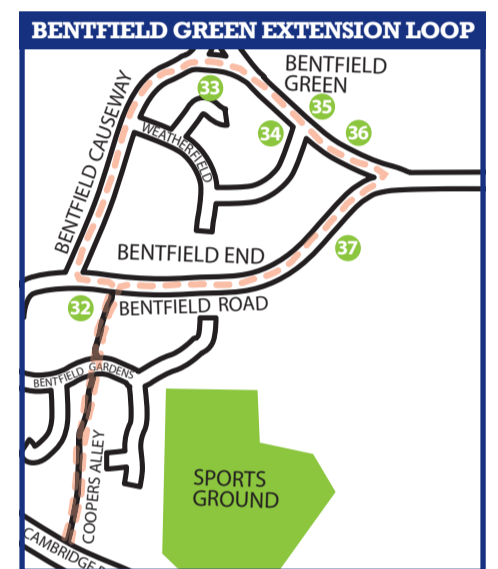 BENTFIELD GREEN EXTENSION LOOP
BENTFIELD
GREEN
33
35
36
34
BENTFIELD CAUSEWAY
WEATHERFIELD
37
BENTFIELD END
32
BENTFIELD ROAD
BENTFIELD GARDENS
SPORTS
GROUND
COOPERS ALLEY
CAMBRIDGE